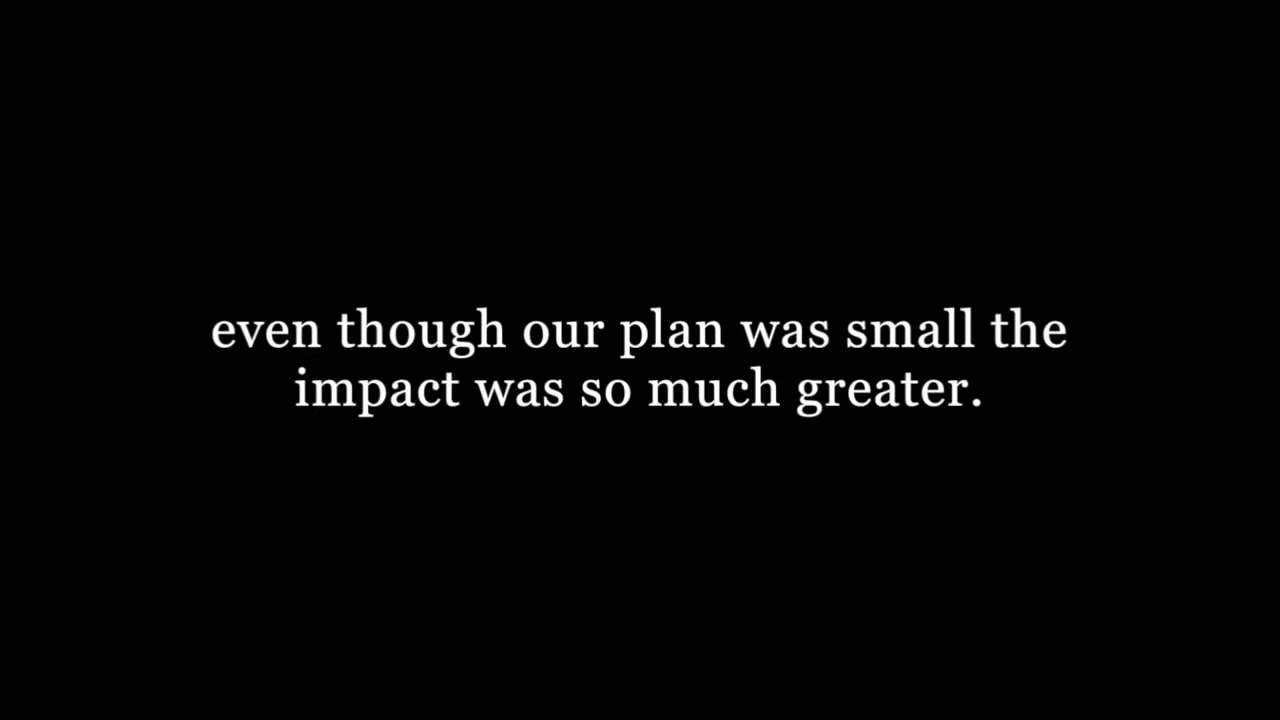 even though our plan was small the
impact was so much greater.